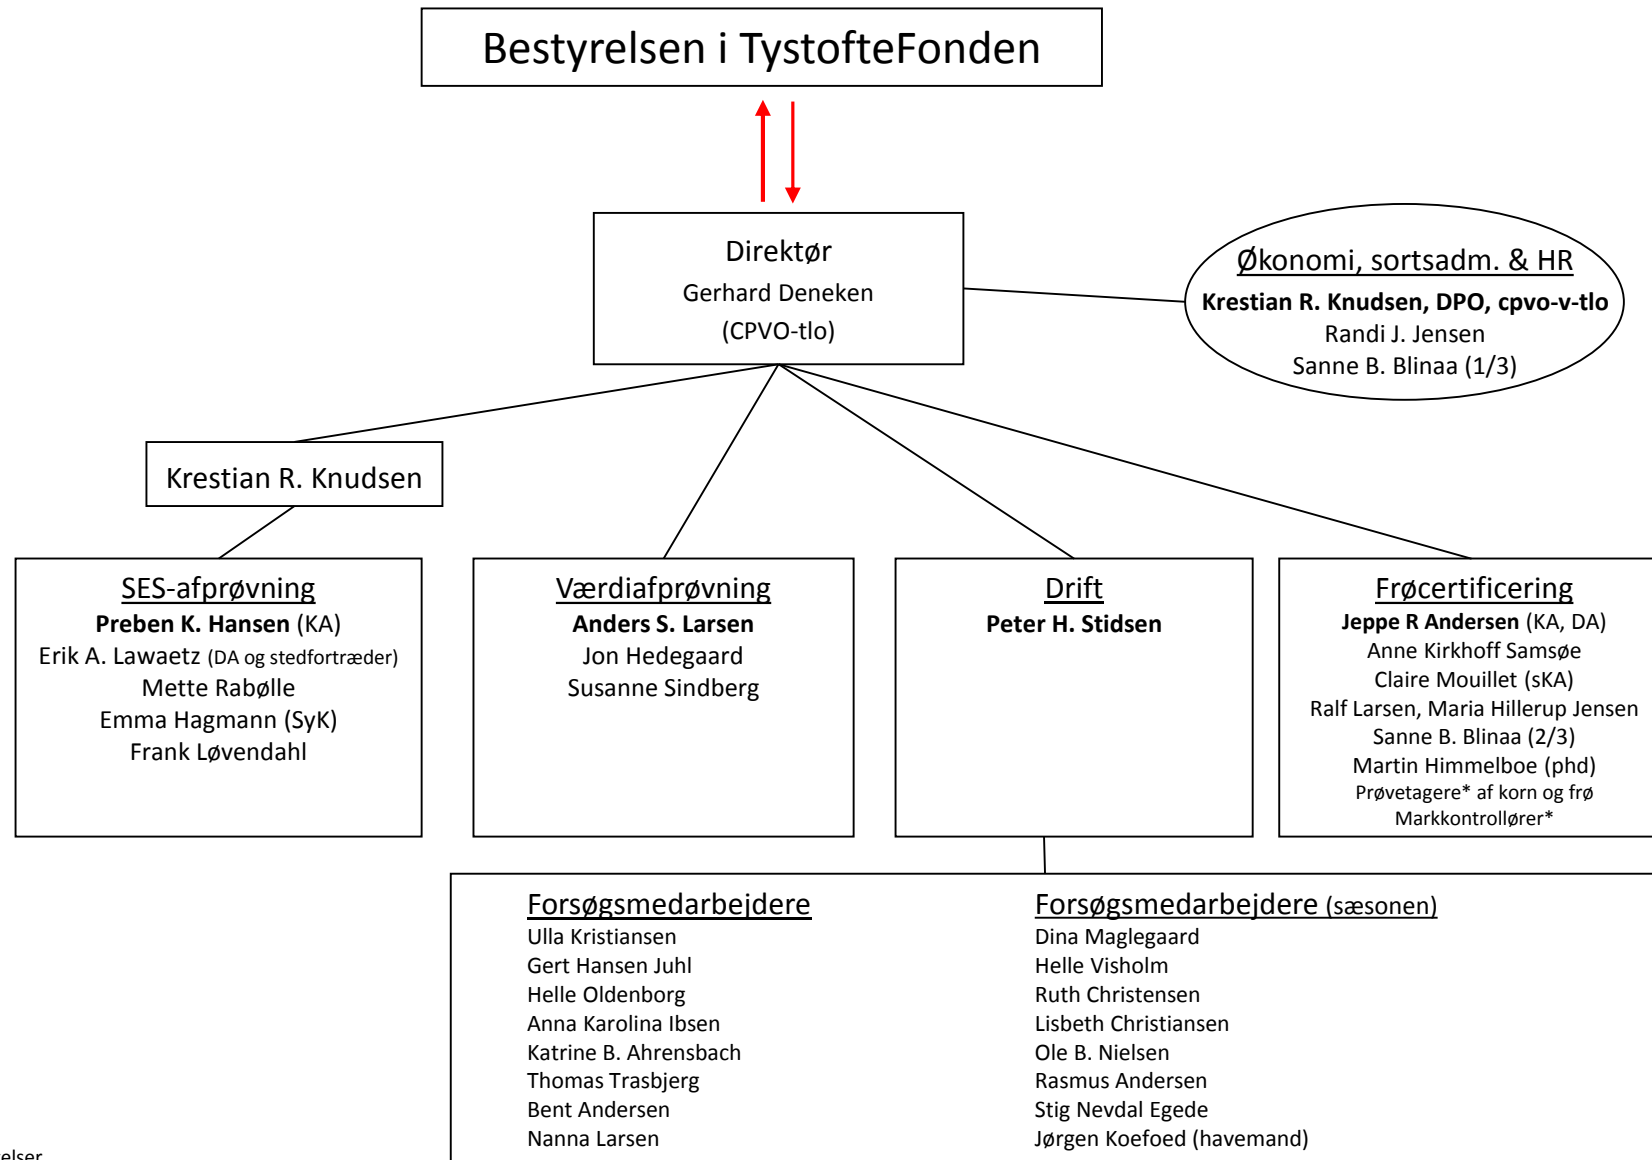 Bestyrelsen i TystofteFonden
Direktør
Gerhard Deneken
(CPVO-tlo)
Økonomi, sortsadm. & HR
Krestian R. Knudsen, DPO, cpvo-v-tlo
Randi J. Jensen
Sanne B. Blinaa (1/3)
Krestian R. Knudsen
SES-afprøvning
Preben K. Hansen (KA)
Erik A. Lawaetz (DA og stedfortræder)
Mette Rabølle
Emma Hagmann (SyK)
Frank Løvendahl
Værdiafprøvning
Anders S. Larsen
Jon Hedegaard
Susanne Sindberg
Drift
Peter H. Stidsen
Frøcertificering
Jeppe R Andersen (KA, DA)
Anne Kirkhoff Samsøe
Claire Mouillet (sKA)
Ralf Larsen, Maria Hillerup Jensen
Sanne B. Blinaa (2/3)
Martin Himmelboe (phd)
Prøvetagere* af korn og frø
Markkontrollører*
Forsøgsmedarbejdere
Ulla Kristiansen
Gert Hansen Juhl
Helle Oldenborg
Anna Karolina Ibsen
Katrine B. Ahrensbach
Thomas Trasbjerg
Bent Andersen
Nanna Larsen
Forsøgsmedarbejdere (sæsonen)
Dina Maglegaard
Helle Visholm
Ruth Christensen
Lisbeth Christiansen
Ole B. Nielsen
Rasmus Andersen
Stig Nevdal Egede
Jørgen Koefoed (havemand)